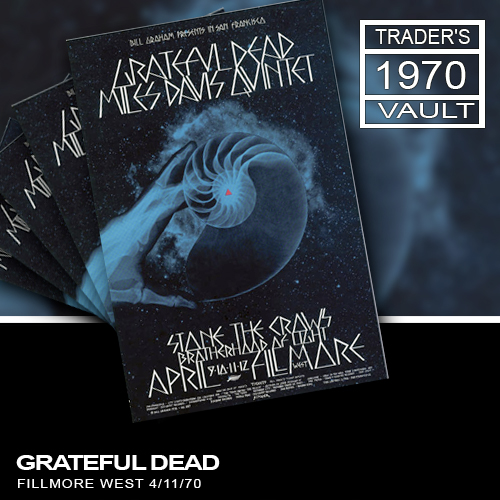 BILL GRAHAM PRESENTS IN SAN FRANCISCO
GRATEFUL DEAD
MILES DAVIS QUINTET
STONE THE CROWS
BROTHERHOOD OF LIGHT
APRIL 9·10·11·12 FILLMORE
WEST
TRADER'S
1970
VAULT
GRATEFUL DEAD
FILLMORE WEST 4/11/70